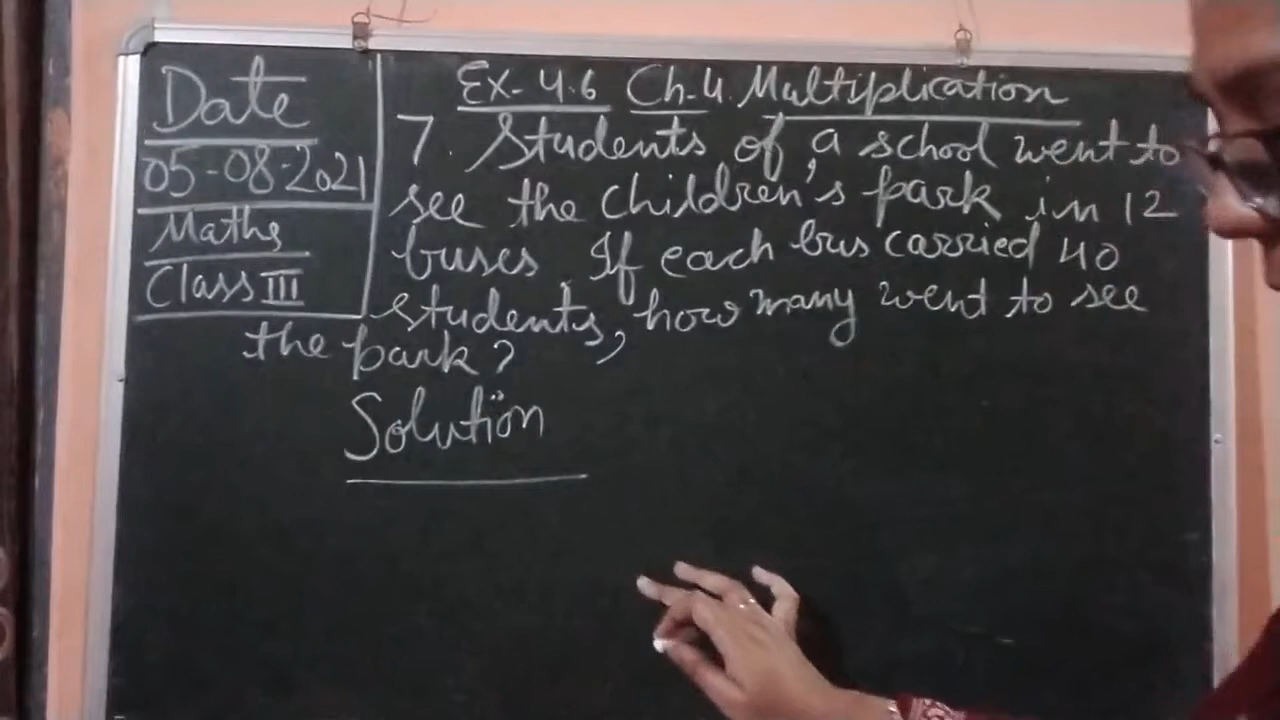 Date
05-08-2021
Maths
Class III
Ex- 4.6 Ch-4. Multiplication
7. Students of a school went to
see the children's park in 12
buses If each bus carried 40
students, how many went to see
the park?
Solution